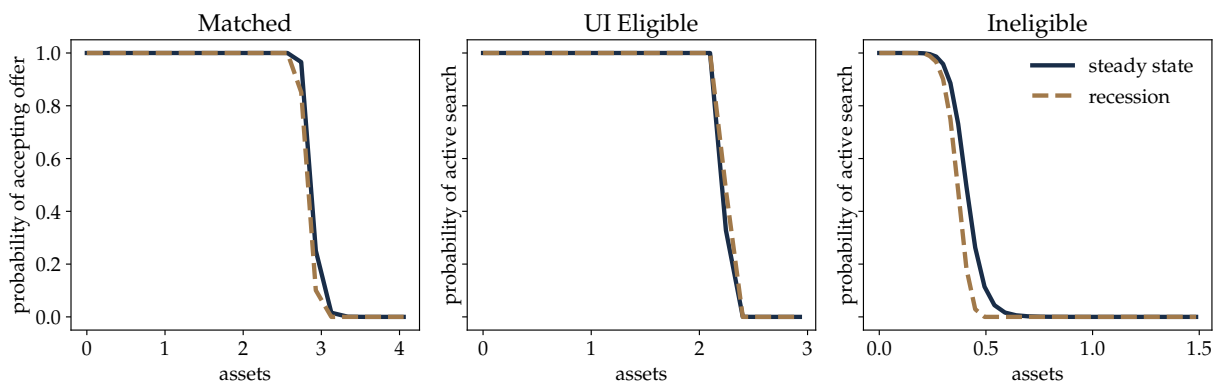 Matched
probability of accepting offer
1.0
0.8
0.6
0.4
0.2
0.0
0 1 2 3 4
assets
UI Eligible
probability of active search
0 1 2 3
assets
Ineligible
probability of active search
steady state
recession
0.0 0.5 1.0 1.5
assets